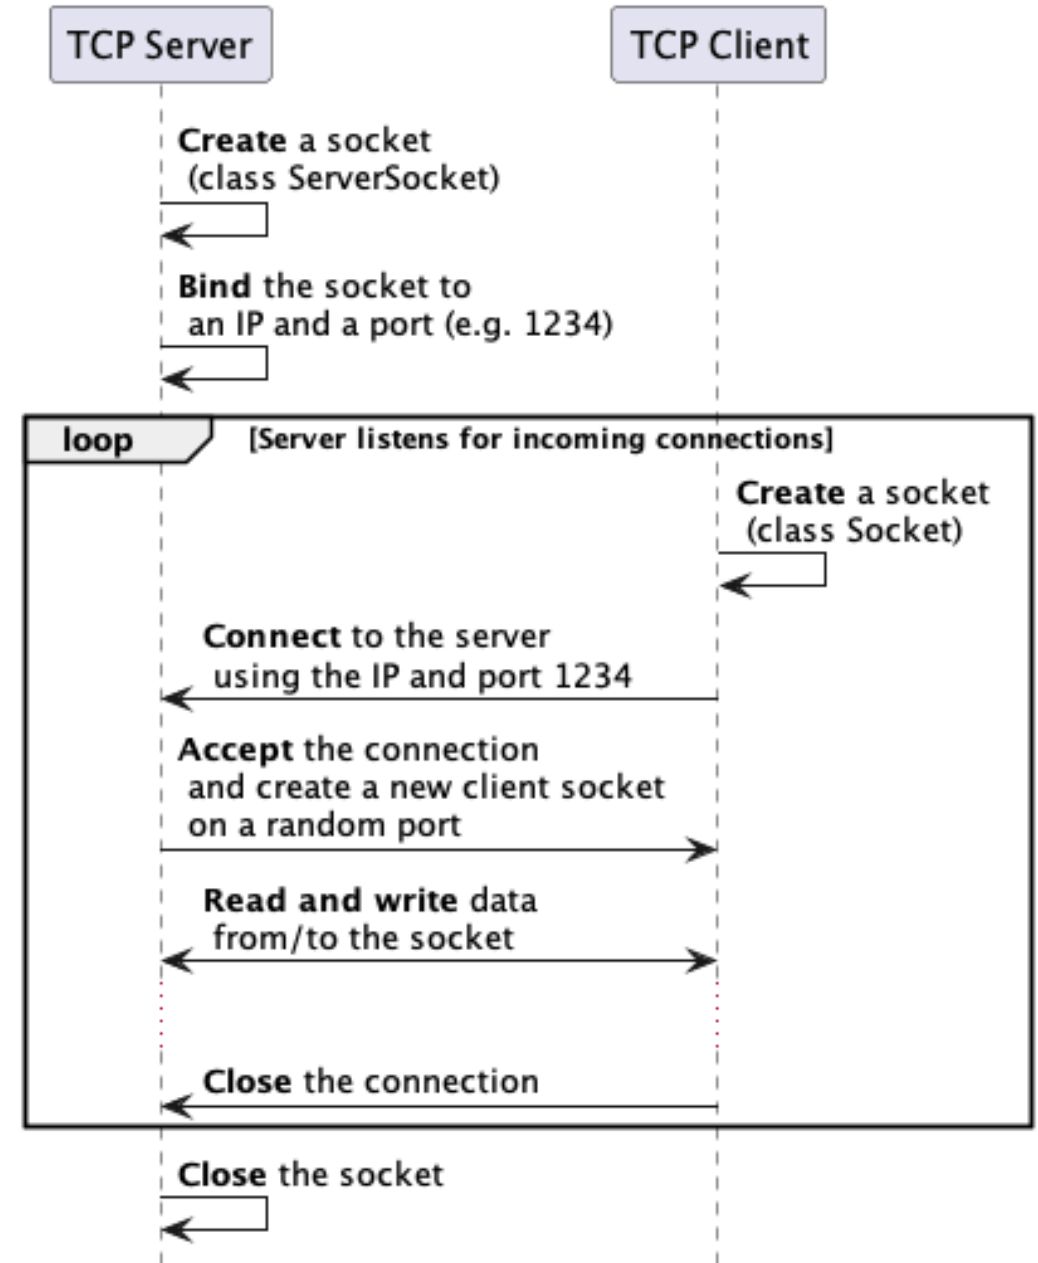 TCP Server
TCP Client
Create a socket
(class ServerSocket)
Bind the socket to
an IP and a port (e.g. 1234)
loop
[Server listens for incoming connections]
Create a socket
(class Socket)
Connect to the server
using the IP and port 1234
Accept the connection
and create a new client socket
on a random port
Read and write data
from/to the socket
Close the connection
Close the socket